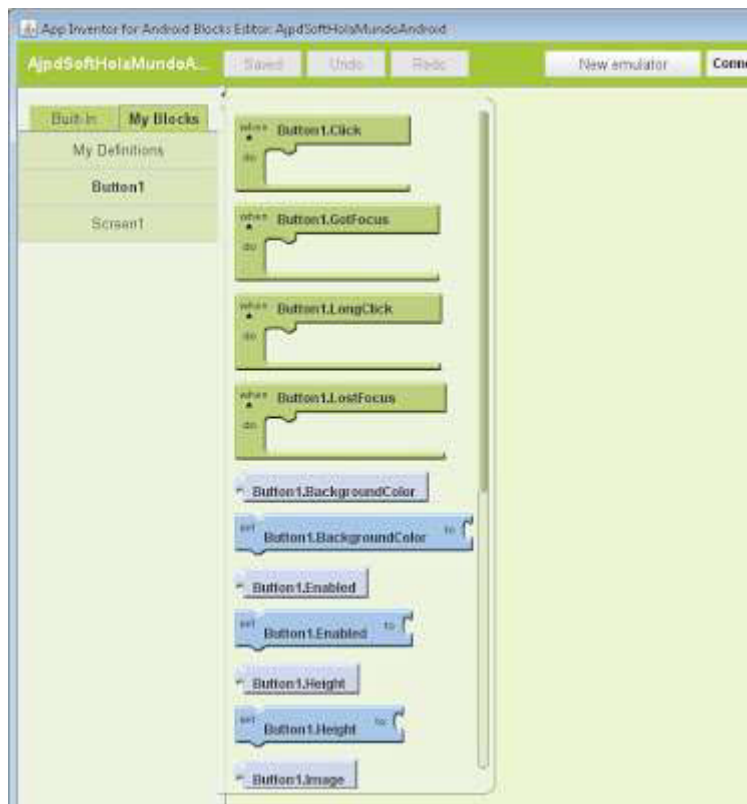 App Inventor for Android Blocks Editor: AjpdSoftHolaMundoAndroid
AjpdSoftHolaMundoA...
Saved
Undo
Redo
New emulator
Conne
Built-In
My Blocks
My Definitions
Button1
Screen1
when Button1.Click
do
when Button1.GotFocus
do
when Button1.LongClick
do
when Button1.LostFocus
do
Button1.BackgroundColor
set Button1.BackgroundColor to
Button1.Enabled
set Button1.Enabled to
Button1.Height
set Button1.Height to
Button1.Image